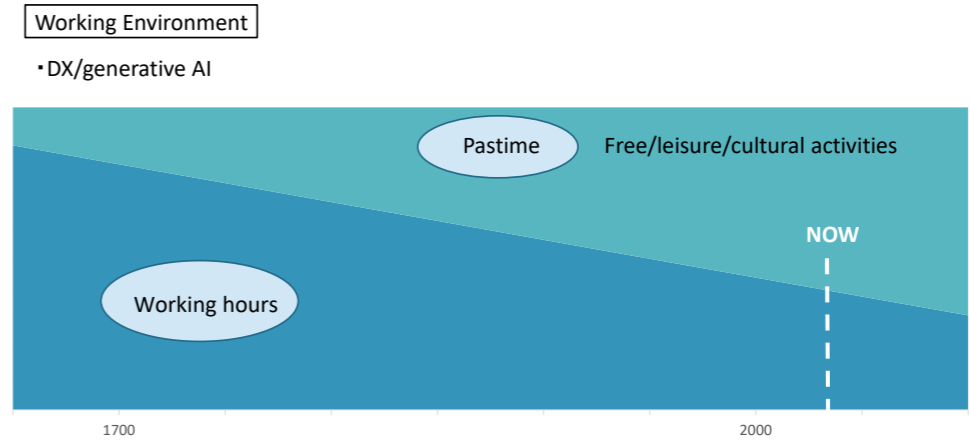 Working Environment
・DX/generative AI
Pastime
Free/leisure/cultural activities
NOW
Working hours
1700
2000